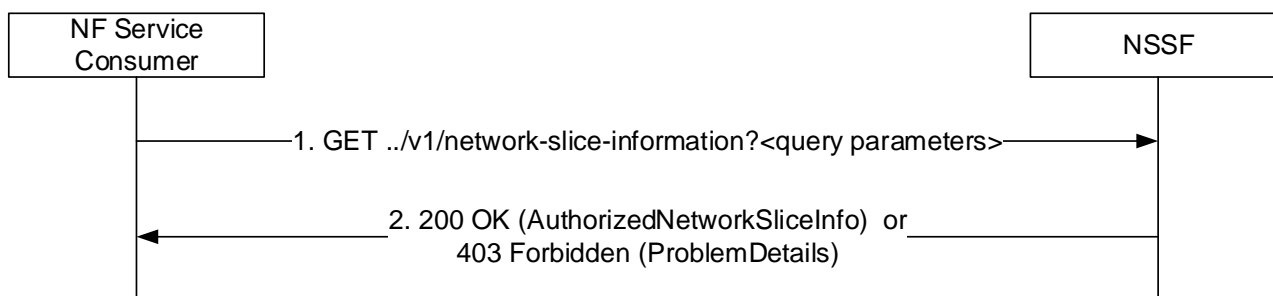 NF Service
Consumer
NSSF
1. GET ../v1/network-slice-information?<query parameters>
2. 200 OK (AuthorizedNetworkSliceInfo)  or
403 Forbidden (ProblemDetails)